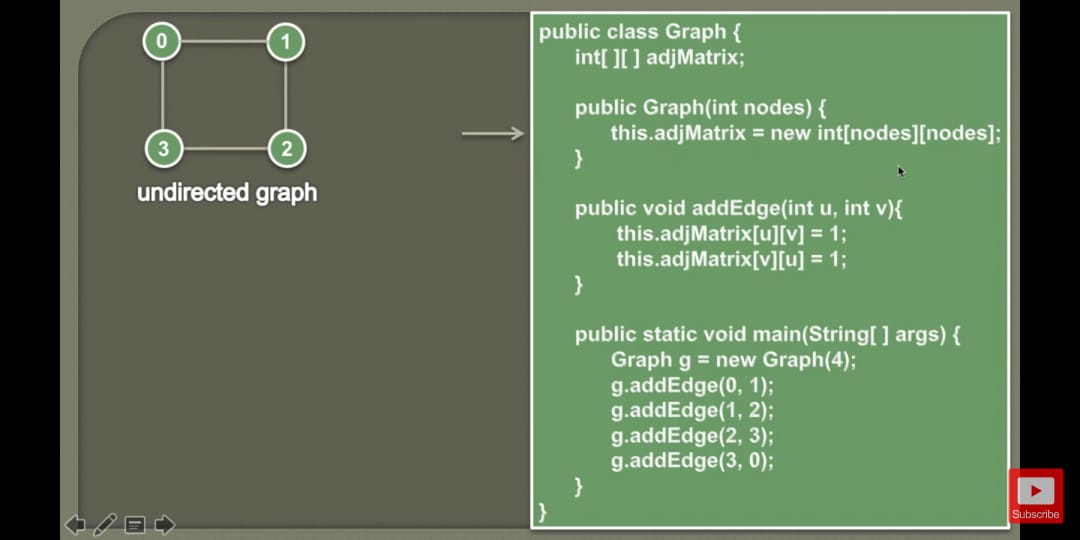 0
1
3
2
undirected graph
public class Graph {
int[ ][ ] adjMatrix;
public Graph(int nodes) {
this.adjMatrix = new int[nodes][nodes];
}
public void addEdge(int u, int v){
this.adjMatrix[u][v] = 1;
this.adjMatrix[v][u] = 1;
}
public static void main(String[ ] args) {
Graph g = new Graph(4);
g.addEdge(0, 1);
g.addEdge(1, 2);
g.addEdge(2, 3);
g.addEdge(3, 0);
}
}
Subscribe